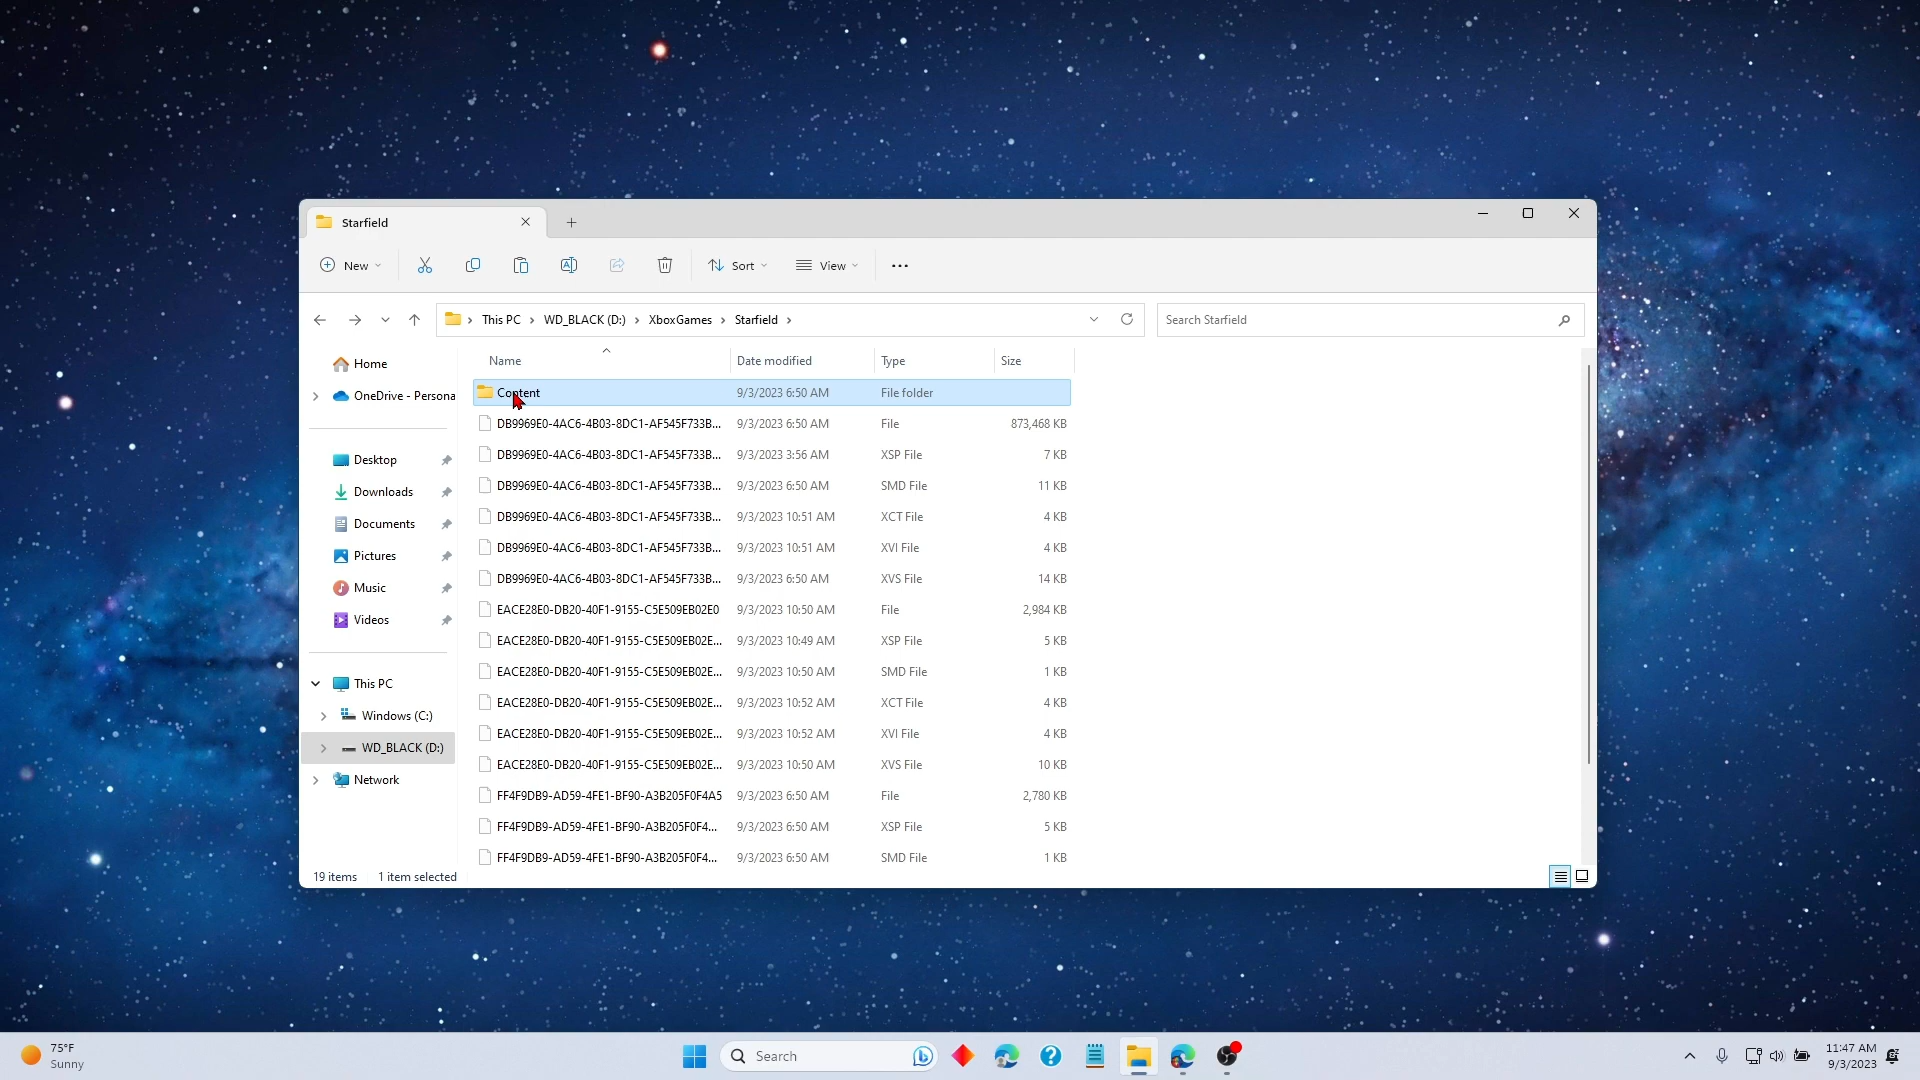 Starfield
New
Sort
View
This PC > WD_BLACK (D:) > XboxGames > Starfield >
Search Starfield
Home
OneDrive - Persona
Desktop
Downloads
Documents
Pictures
Music
Videos
This PC
Windows (C:)
WD_BLACK (D:)
Network
Name Date modified Type Size
Content 9/3/2023 6:50 AM File folder
DB9969E0-4AC6-4B03-8DC1-AF545F733B... 9/3/2023 6:50 AM File 873,468 KB
DB9969E0-4AC6-4B03-8DC1-AF545F733B... 9/3/2023 3:56 AM XSP File 7 KB
DB9969E0-4AC6-4B03-8DC1-AF545F733B... 9/3/2023 6:50 AM SMD File 11 KB
DB9969E0-4AC6-4B03-8DC1-AF545F733B... 9/3/2023 10:51 AM XCT File 4 KB
DB9969E0-4AC6-4B03-8DC1-AF545F733B... 9/3/2023 10:51 AM XVI File 4 KB
DB9969E0-4AC6-4B03-8DC1-AF545F733B... 9/3/2023 6:50 AM XVS File 14 KB
EACE28E0-DB20-40F1-9155-C5E509EB02E0 9/3/2023 10:50 AM File 2,984 KB
EACE28E0-DB20-40F1-9155-C5E509EB02E... 9/3/2023 10:49 AM XSP File 5 KB
EACE28E0-DB20-40F1-9155-C5E509EB02E... 9/3/2023 10:50 AM SMD File 1 KB
EACE28E0-DB20-40F1-9155-C5E509EB02E... 9/3/2023 10:52 AM XCT File 4 KB
EACE28E0-DB20-40F1-9155-C5E509EB02E... 9/3/2023 10:52 AM XVI File 4 KB
EACE28E0-DB20-40F1-9155-C5E509EB02E... 9/3/2023 10:50 AM XVS File 10 KB
FF4F9DB9-AD59-4FE1-BF90-A3B205F0F4A5 9/3/2023 6:50 AM File 2,780 KB
FF4F9DB9-AD59-4FE1-BF90-A3B205F0F4... 9/3/2023 6:50 AM XSP File 5 KB
FF4F9DB9-AD59-4FE1-BF90-A3B205F0F4... 9/3/2023 6:50 AM SMD File 1 KB
19 items 1 item selected
75°F
Sunny
Search
11:47 AM
9/3/2023